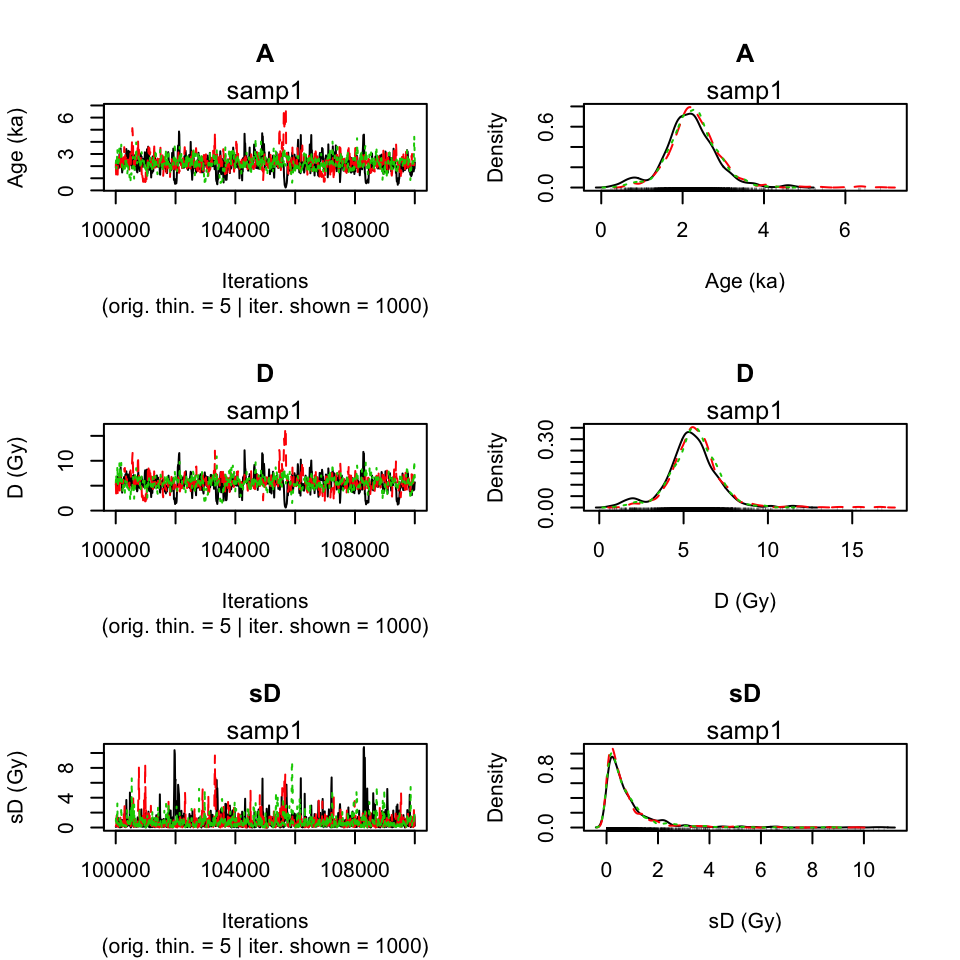 A
samp1
Age (ka)
0 3 6
100000 104000 108000
Iterations
(orig. thin. = 5 | iter. shown = 1000)
A
samp1
Density
0.0 0.6
0 2 4 6
Age (ka)
D
samp1
D (Gy)
0 10
100000 104000 108000
Iterations
(orig. thin. = 5 | iter. shown = 1000)
D
samp1
Density
0.00 0.30
0 5 10 15
D (Gy)
sD
samp1
sD (Gy)
0 4 8
100000 104000 108000
Iterations
(orig. thin. = 5 | iter. shown = 1000)
sD
samp1
Density
0.0 0.8
0 2 4 6 8 10
sD (Gy)